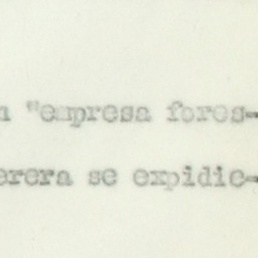 n "empresa fores-
erera se expidie-